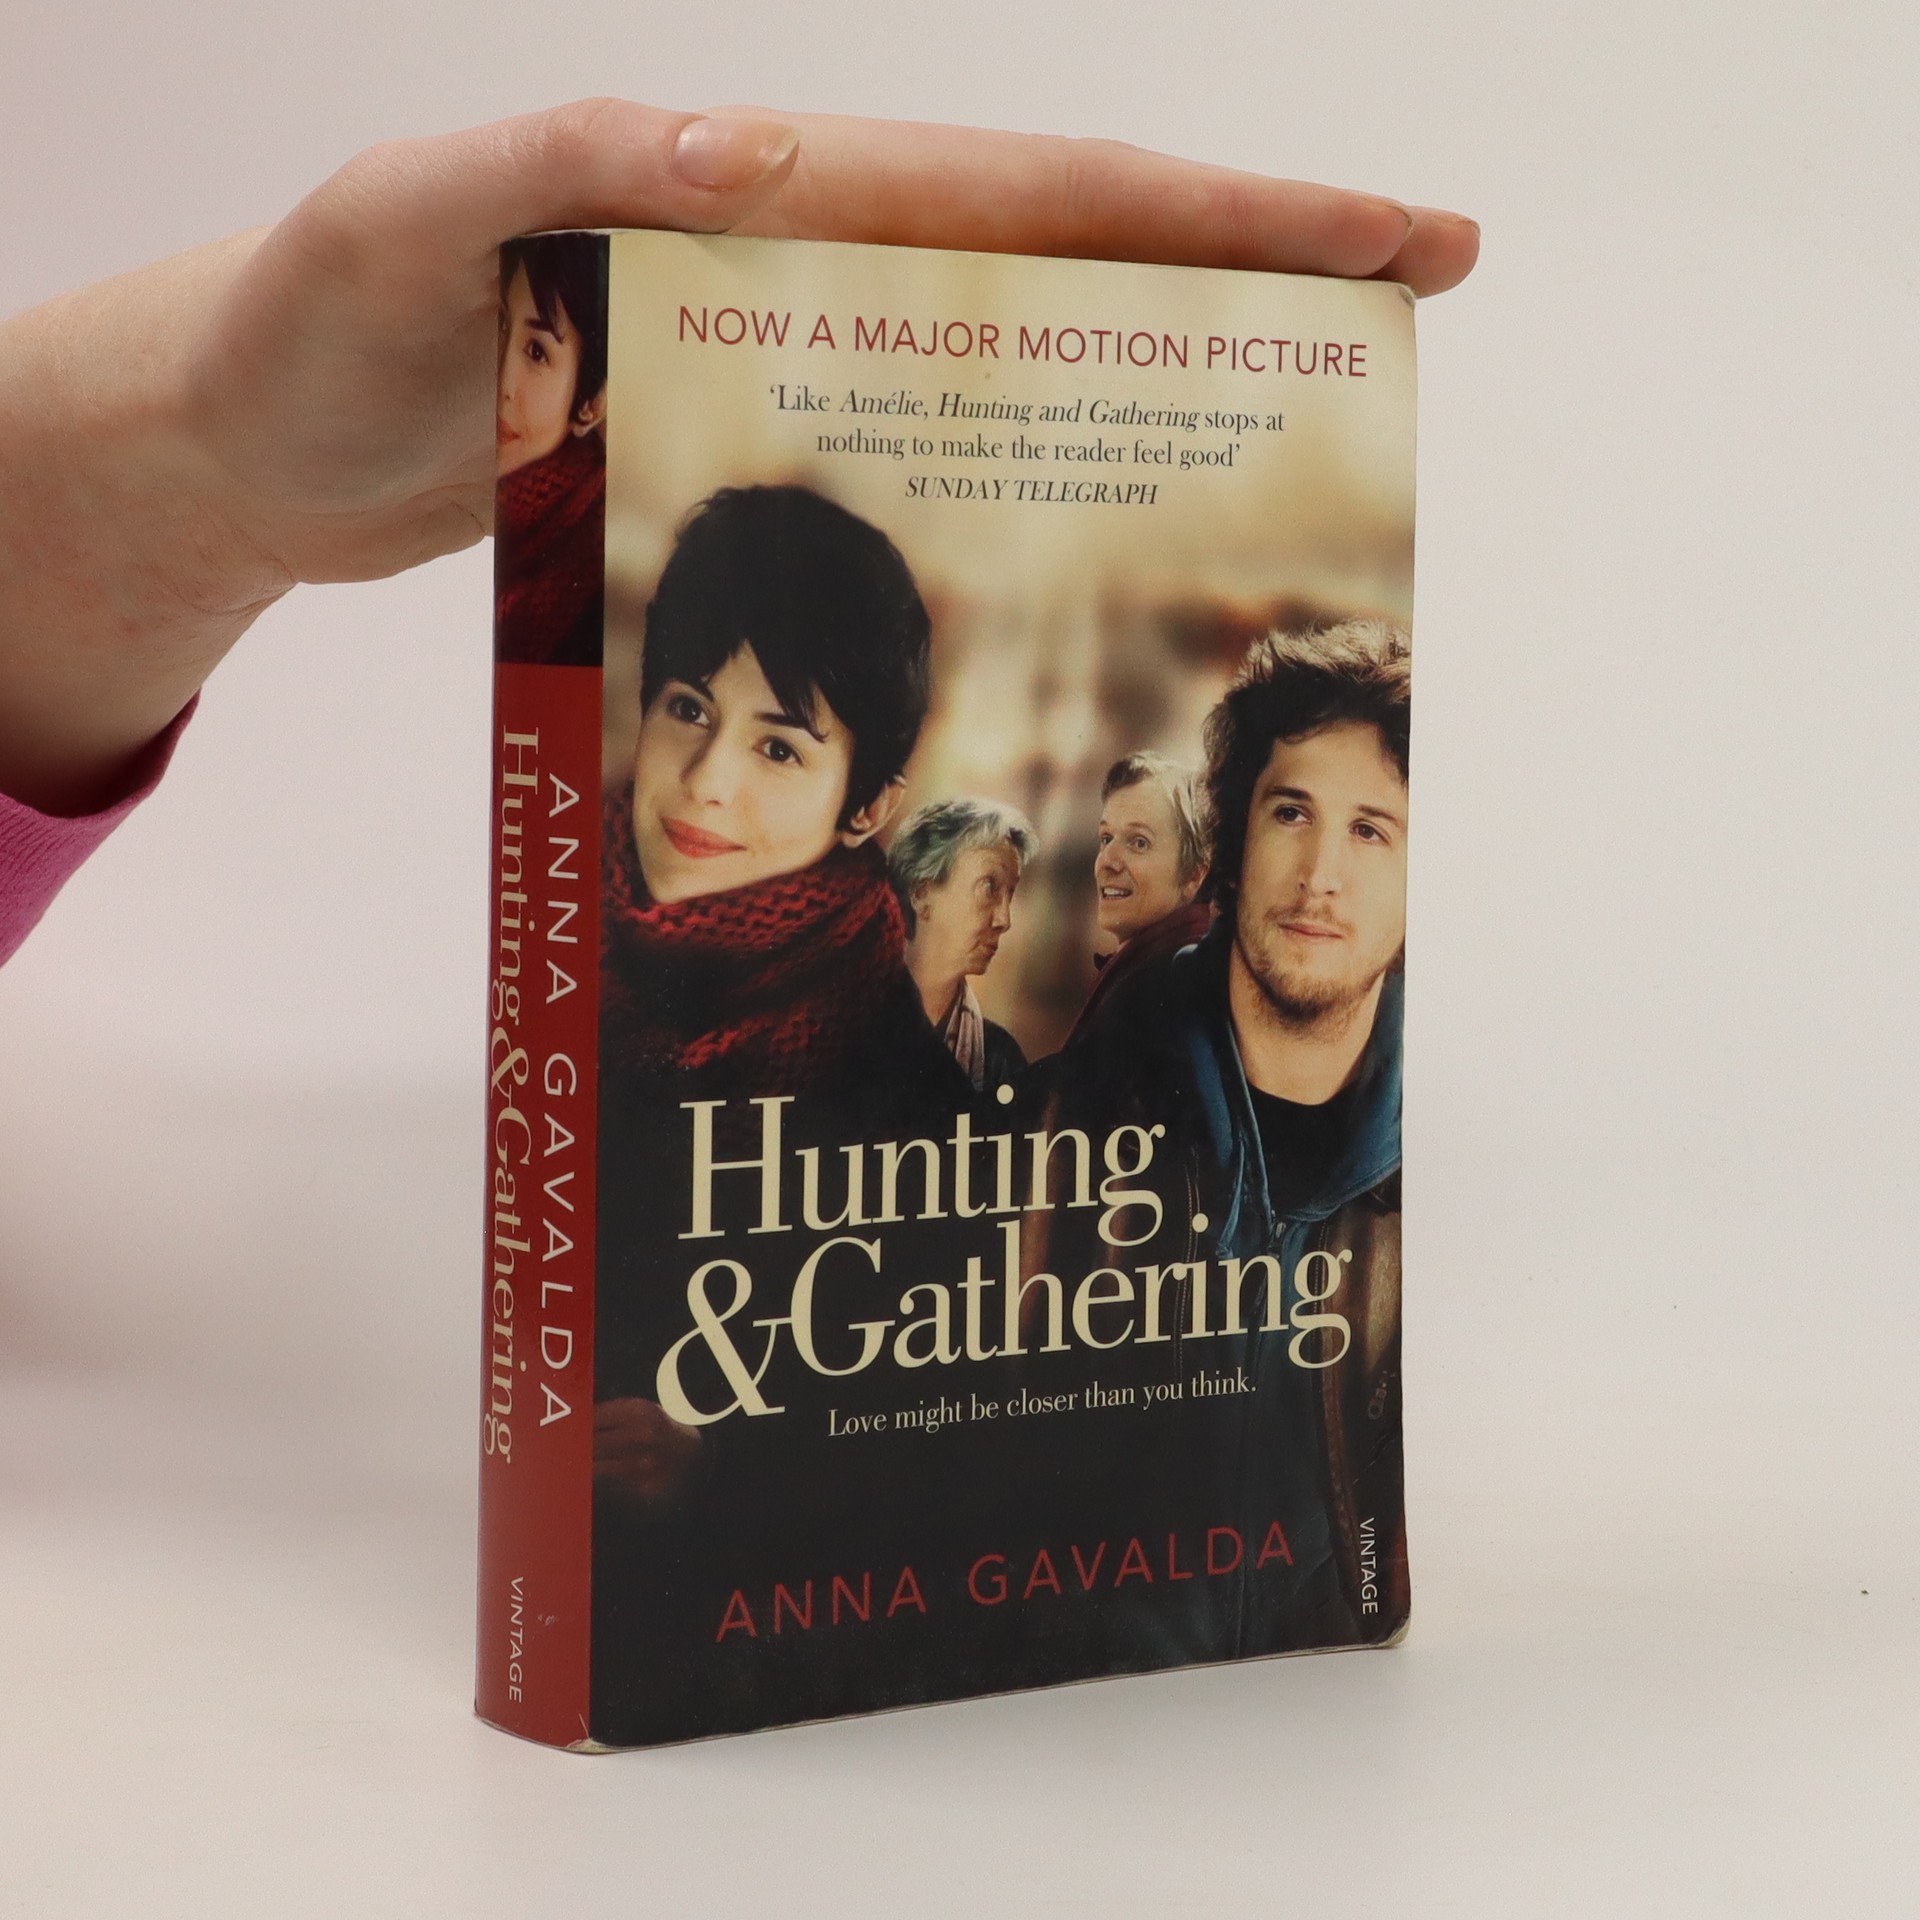 NOW A MAJOR MOTION PICTURE
‘Like Amélie, Hunting and Gathering stops at
nothing to make the reader feel good’
SUNDAY TELEGRAPH
Hunting
&Gathering
Love might be closer than you think.
ANNA GAVALDA
VINTAGE
ANNA GAVALDA
Hunting&Gathering
VINTAGE